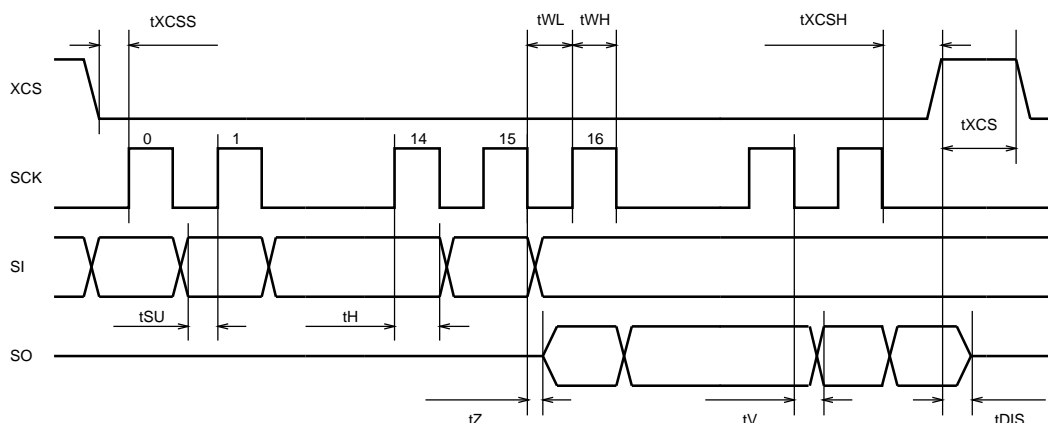 tXCSS
tWL
tWH
tXCSH
XCS
tXCS
0
1
14
15
16
SCK
SI
tSU
tH
SO
tZ
tV
tDIS